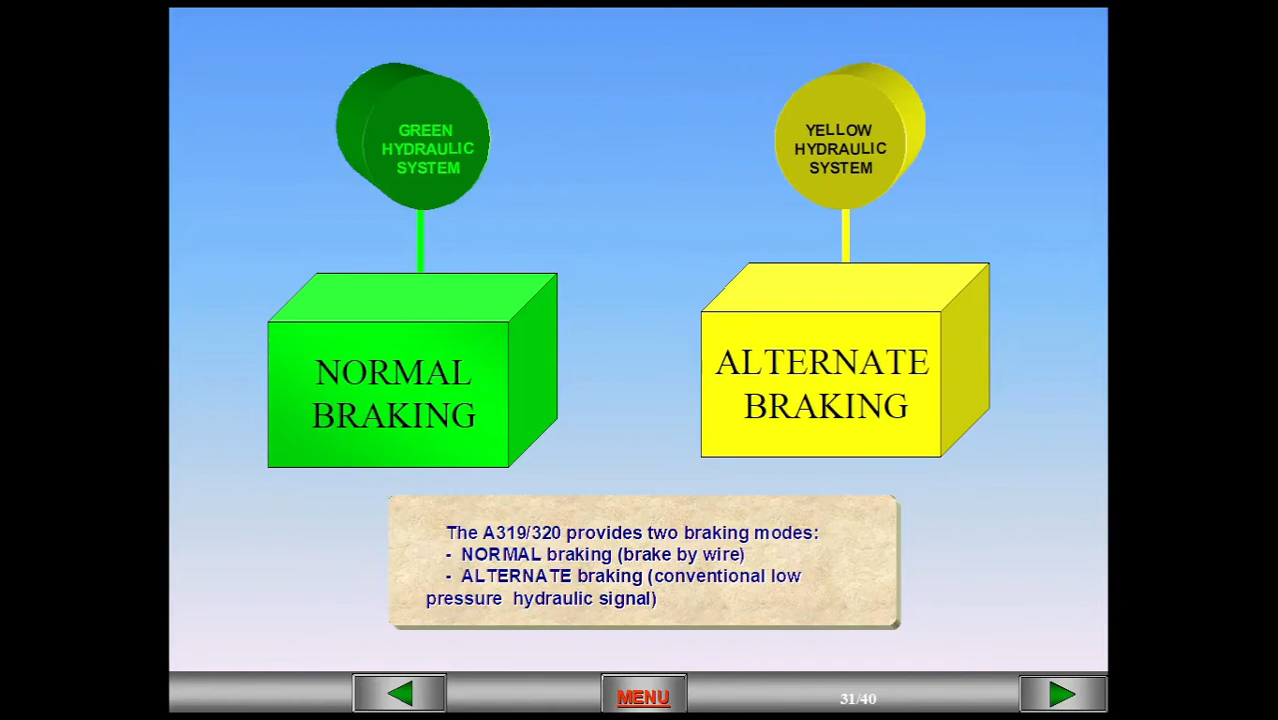 GREEN
HYDRAULIC
SYSTEM
YELLOW
HYDRAULIC
SYSTEM
NORMAL
BRAKING
ALTERNATE
BRAKING
The A319/320 provides two braking modes:
- NORMAL braking (brake by wire)
- ALTERNATE braking (conventional low
pressure hydraulic signal)
MENU
31/40